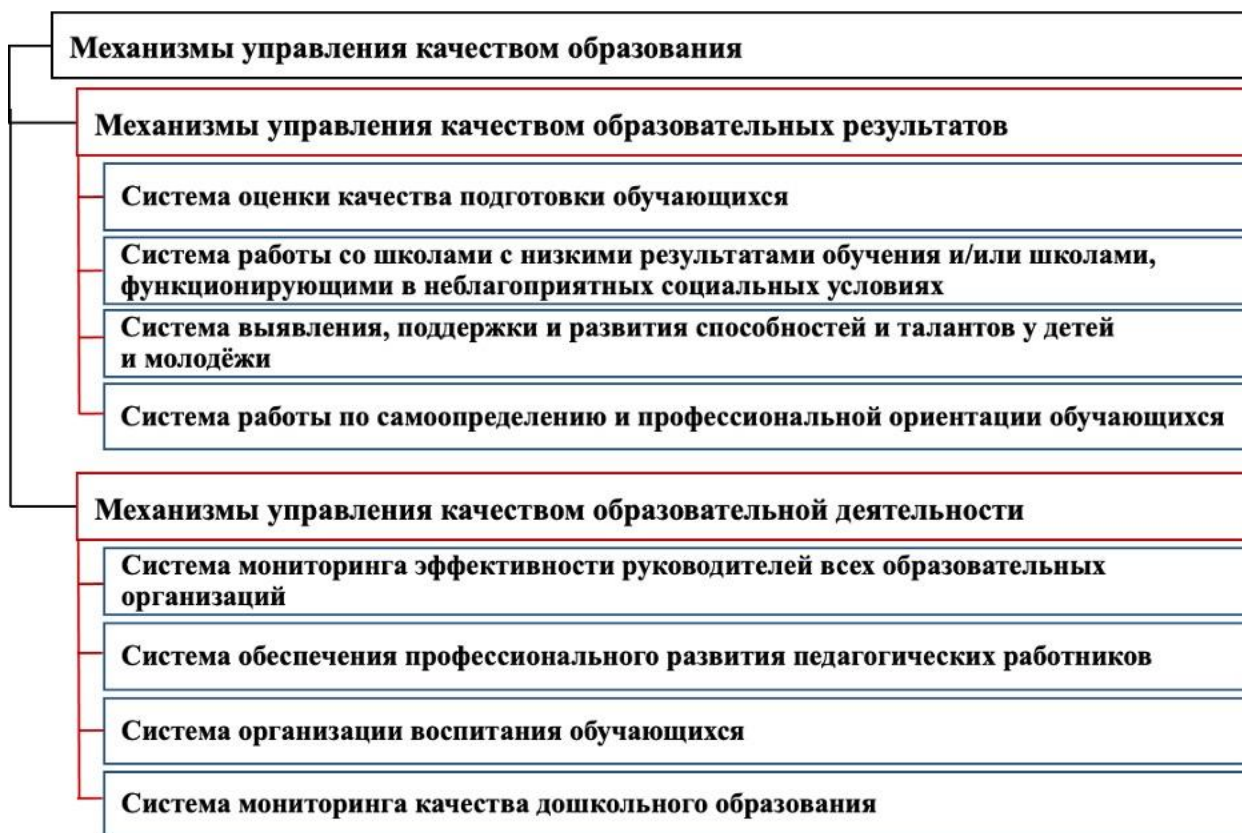 Механизмы управления качеством образования
Механизмы управления качеством образовательных результатов
Система оценки качества подготовки обучающихся
Система работы со школами с низкими результатами обучения и/или школами,
функционирующими в неблагоприятных социальных условиях
Система выявления, поддержки и развития способностей и талантов у детей
и молодёжи
Система работы по самоопределению и профессиональной ориентации обучающихся
Механизмы управления качеством образовательной деятельности
Система мониторинга эффективности руководителей всех образовательных
организаций
Система обеспечения профессионального развития педагогических работников
Система организации воспитания обучающихся
Система мониторинга качества дошкольного образования